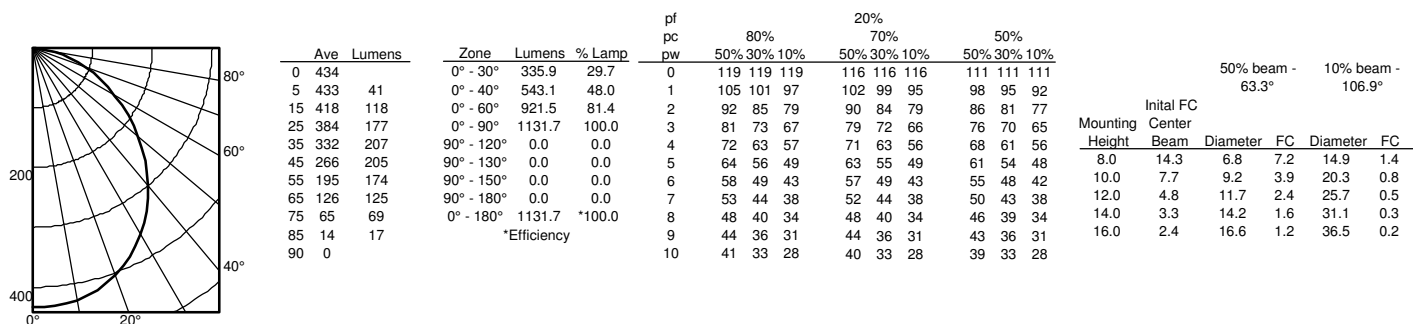 80°
60°
200
40°
400
0° 20°
Ave Lumens
0 434
5 433 41
15 418 118
25 384 177
35 332 207
45 266 205
55 195 174
65 126 125
75 65 69
85 14 17
90 0
Zone Lumens % Lamp
0° - 30° 335.9 29.7
0° - 40° 543.1 48.0
0° - 60° 921.5 81.4
0° - 90° 1131.7 100.0
90° - 120° 0.0 0.0
90° - 130° 0.0 0.0
90° - 150° 0.0 0.0
90° - 180° 0.0 0.0
0° - 180° 1131.7 *100.0
*Efficiency
pf 20%
pc 80% 70% 50%
pw 50% 30% 10% 50% 30% 10% 50% 30% 10%
0 119 119 119 116 116 116 111 111 111
1 105 101 97 102 99 95 98 95 92
2 92 85 79 90 84 79 86 81 77
3 81 73 67 79 72 66 76 70 65
4 72 63 57 71 63 56 68 61 56
5 64 56 49 63 55 49 61 54 48
6 58 49 43 57 49 43 55 48 42
7 53 44 38 52 44 38 50 43 38
8 48 40 34 48 40 34 46 39 34
9 44 36 31 44 36 31 43 36 31
10 41 33 28 40 33 28 39 33 28
50% beam - 10% beam -
63.3° 106.9°
Inital FC
Mounting Center
Height Beam Diameter FC Diameter FC
8.0 14.3 6.8 7.2 14.9 1.4
10.0 7.7 9.2 3.9 20.3 0.8
12.0 4.8 11.7 2.4 25.7 0.5
14.0 3.3 14.2 1.6 31.1 0.3
16.0 2.4 16.6 1.2 36.5 0.2